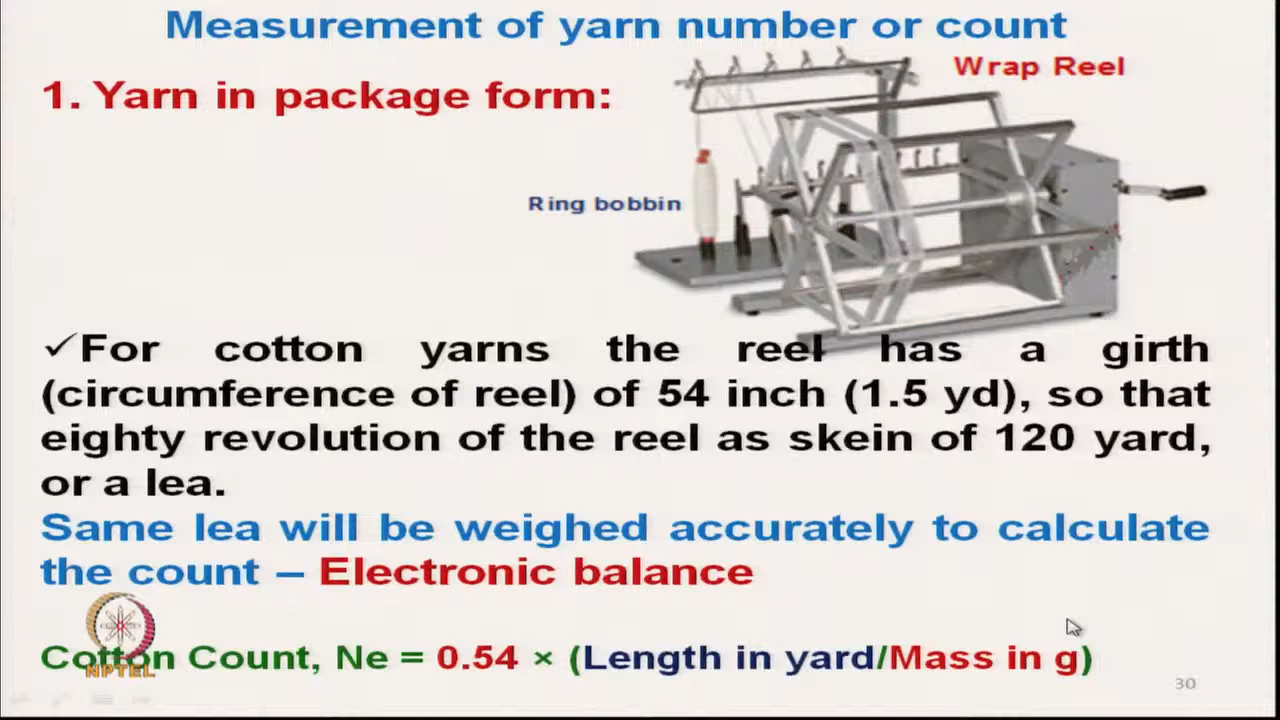 Measurement of yarn number or count
Wrap Reel
1. Yarn in package form:
Ring bobbin
✓For cotton yarns the reel has a girth
(circumference of reel) of 54 inch (1.5 yd), so that
eighty revolution of the reel as skein of 120 yard,
or a lea.
Same lea will be weighed accurately to calculate
the count – Electronic balance
Cotton Count, Ne = 0.54 × (Length in yard/Mass in g)
NPTEL
30